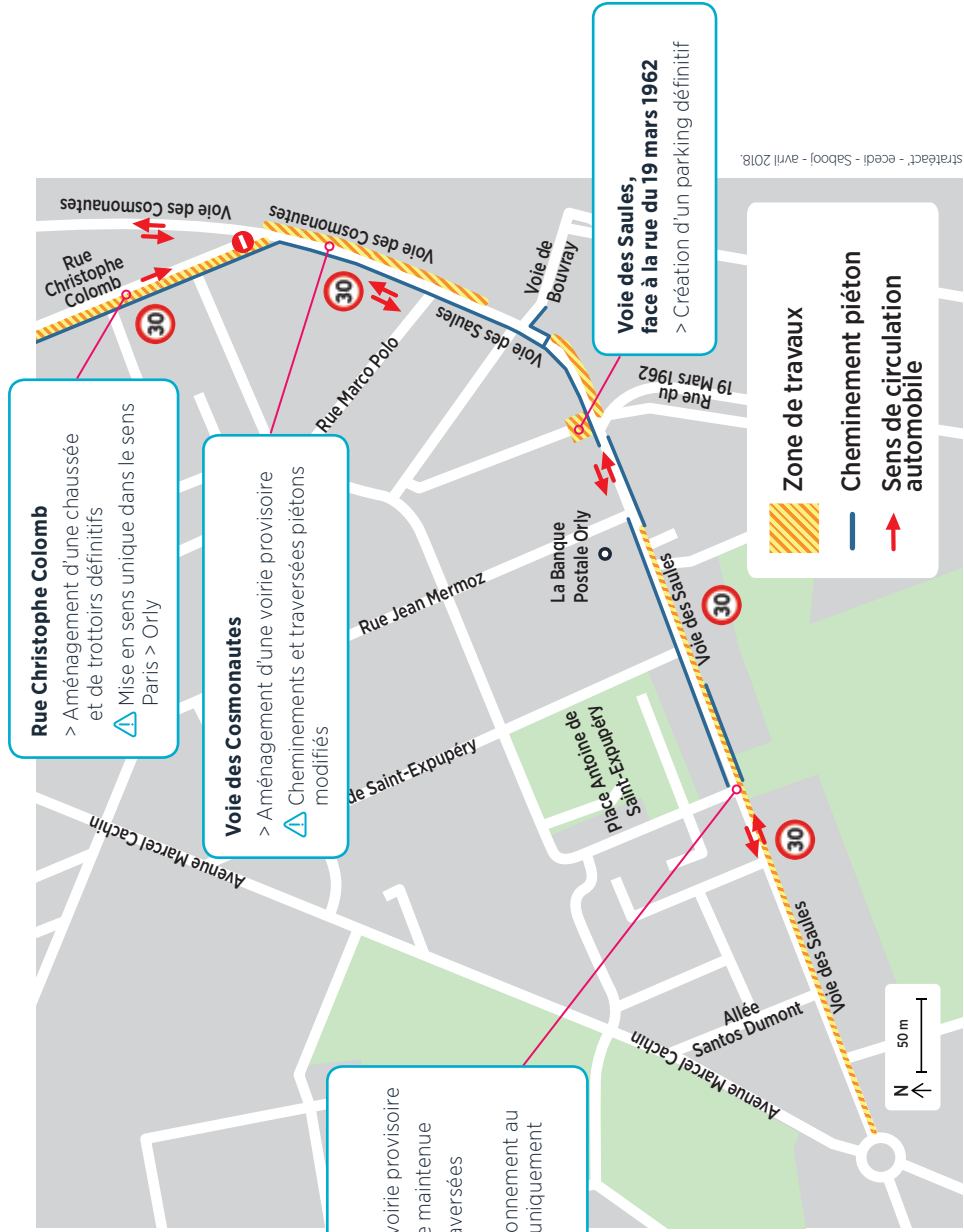 Rue Christophe Colomb
> Aménagement d'une chaussée
et de trottoirs définitifs
Mise en sens unique dans le sens
Paris > Orly
Voie des Cosmonautes
> Aménagement d'une voirie provisoire
Cheminements et traversées piétons
modifiés
voirie provisoire
e maintenue
aversées
onnement au
uniquement
Voie des Saules,
face à la rue du 19 mars 1962
> Création d'un parking définitif
Rue
Christophe
Colomb
Voie des Cosmonautes
Voie des Cosmonautes
30
30
Rue Marco Polo
Voie des Saules
Voie de
Bouvray
Rue du
19 Mars 1962
La Banque
Postale Orly
Rue Jean Mermoz
de Saint-Expupéry
Place Antoine de
Saint-Expupéry
Avenue Marcel Cachin
Avenue Marcel Cachin
Voie des Saules
30
30
Allée
Santos Dumont
Voie des Saules
N
50 m
Zone de travaux
Cheminement piéton
Sens de circulation
automobile
stratéact' - ecedi - Sabooj - avril 2018.